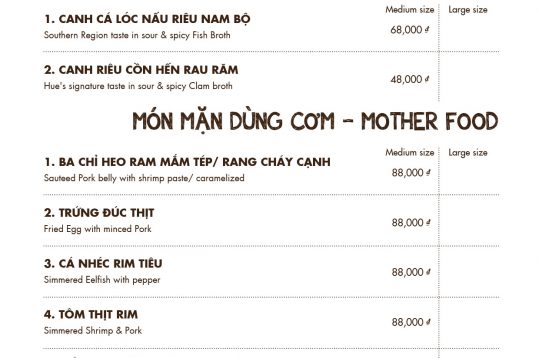 Medium size Large size
1. CANH CÁ LÓC NẤU RIÊU NAM BỘ
68,000 ₫
Southern Region taste in sour & spicy Fish Broth
2. CANH RIÊU CỒN HẾN RAU RĂM
48,000 ₫
Hue's signature taste in sour & spicy Clam broth
MÓN MẶN DÙNG CƠM - MOTHER FOOD
Medium size Large size
1. BA CHỈ HEO RAM MẮM TÉP/ RANG CHÁY CẠNH
88,000 ₫
Sauteed Pork belly with shrimp paste/ caramelized
2. TRỨNG ĐÚC THỊT
88,000 ₫
Fried Egg with minced Pork
3. CÁ NHÉC RIM TIÊU
88,000 ₫
Simmered Eelfish with pepper
4. TÔM THỊT RIM
88,000 ₫
Simmered Shrimp & Pork